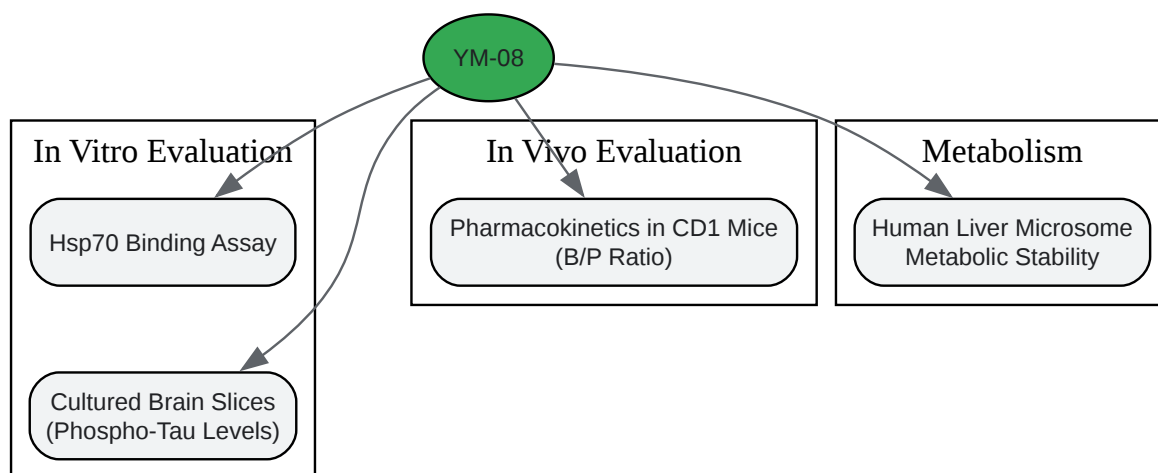 YM-08
In Vitro Evaluation
In Vivo Evaluation
Metabolism
Hsp70 Binding Assay
Pharmacokinetics in CD1 Mice
(B/P Ratio)
Human Liver Microsome
Metabolic Stability
Cultured Brain Slices
(Phospho-Tau Levels)